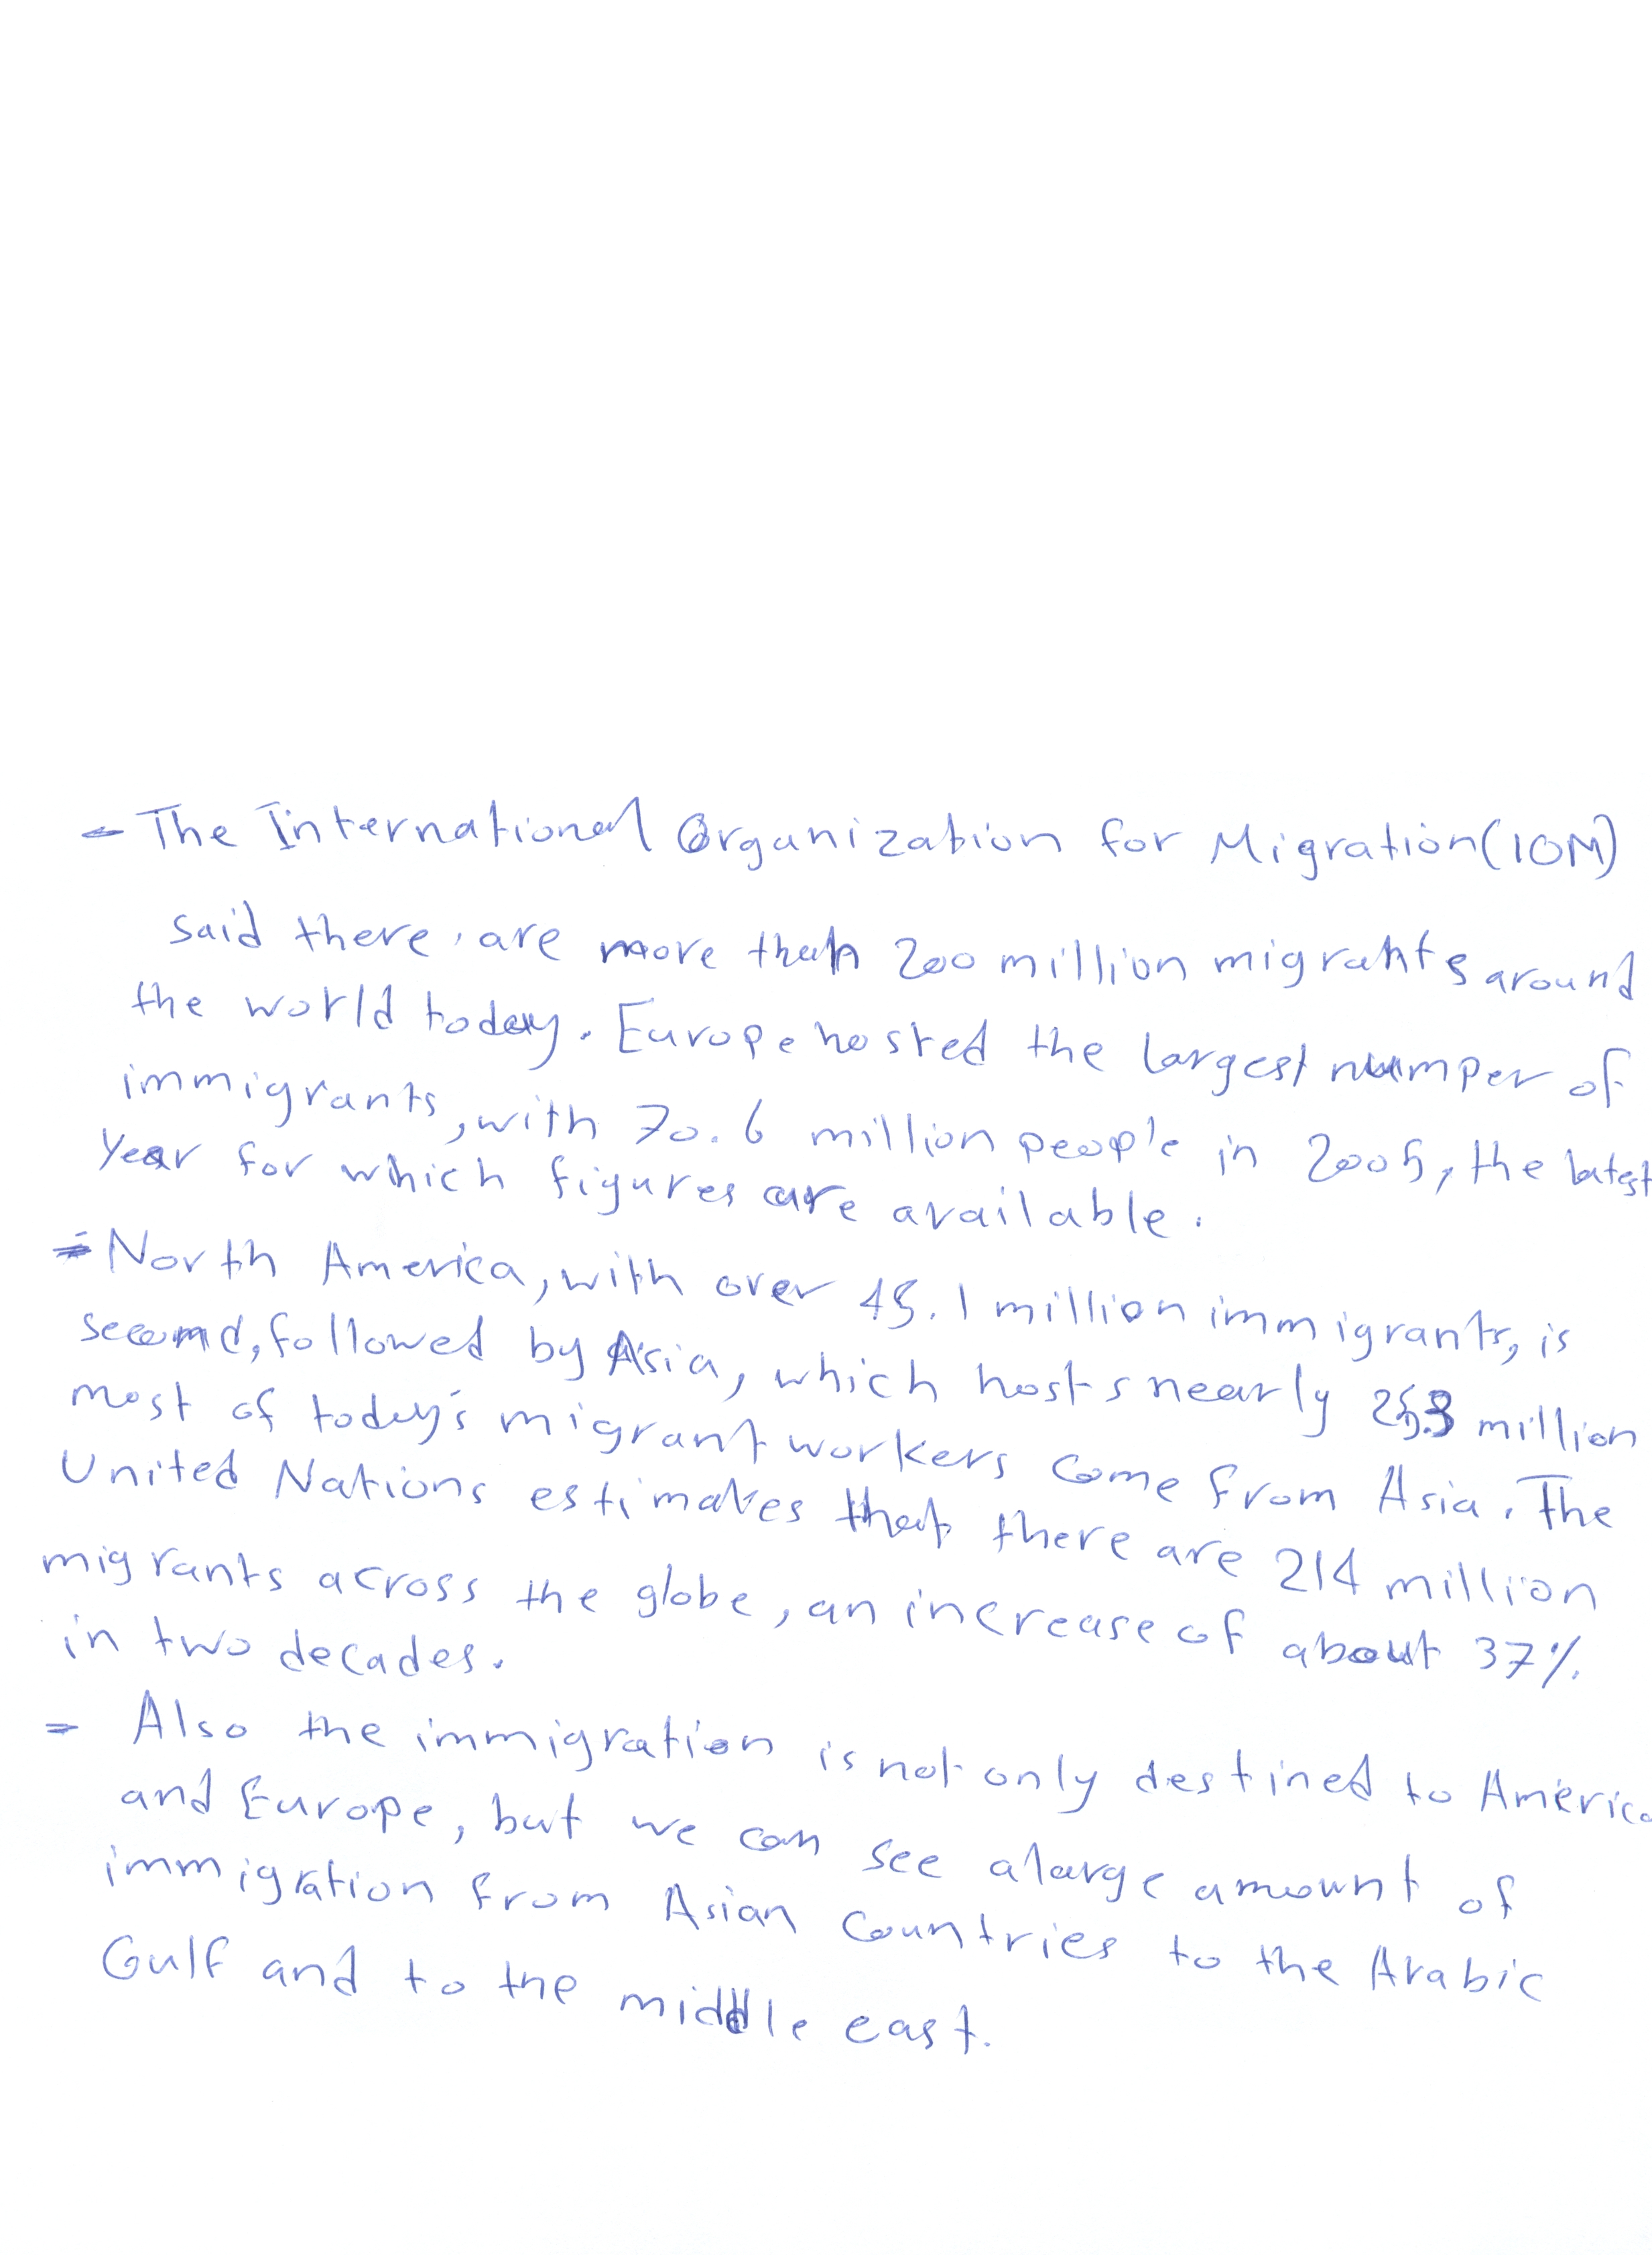 - The International Organization for Migration (IOM)
said there are more than 200 million migrants around
the world today. Europe hosted the largest numper of
immigrants, with 70.6 million people in 2005, the latest
year for which figures are available.
= North America, with over 45.1 million immigrants, is
second, followed by Asia, which hosts nearly 25.3 million
most of today's migrant workers come from Asia. The
United Nations estimates that there are 214 million
migrants across the globe, an increase of about 37%
in two decades.
= Also the immigration is not only destined to America
and Europe, but we can see a large amount of
immigration from Asian Countries to the Arabic
Gulf and to the middle east.